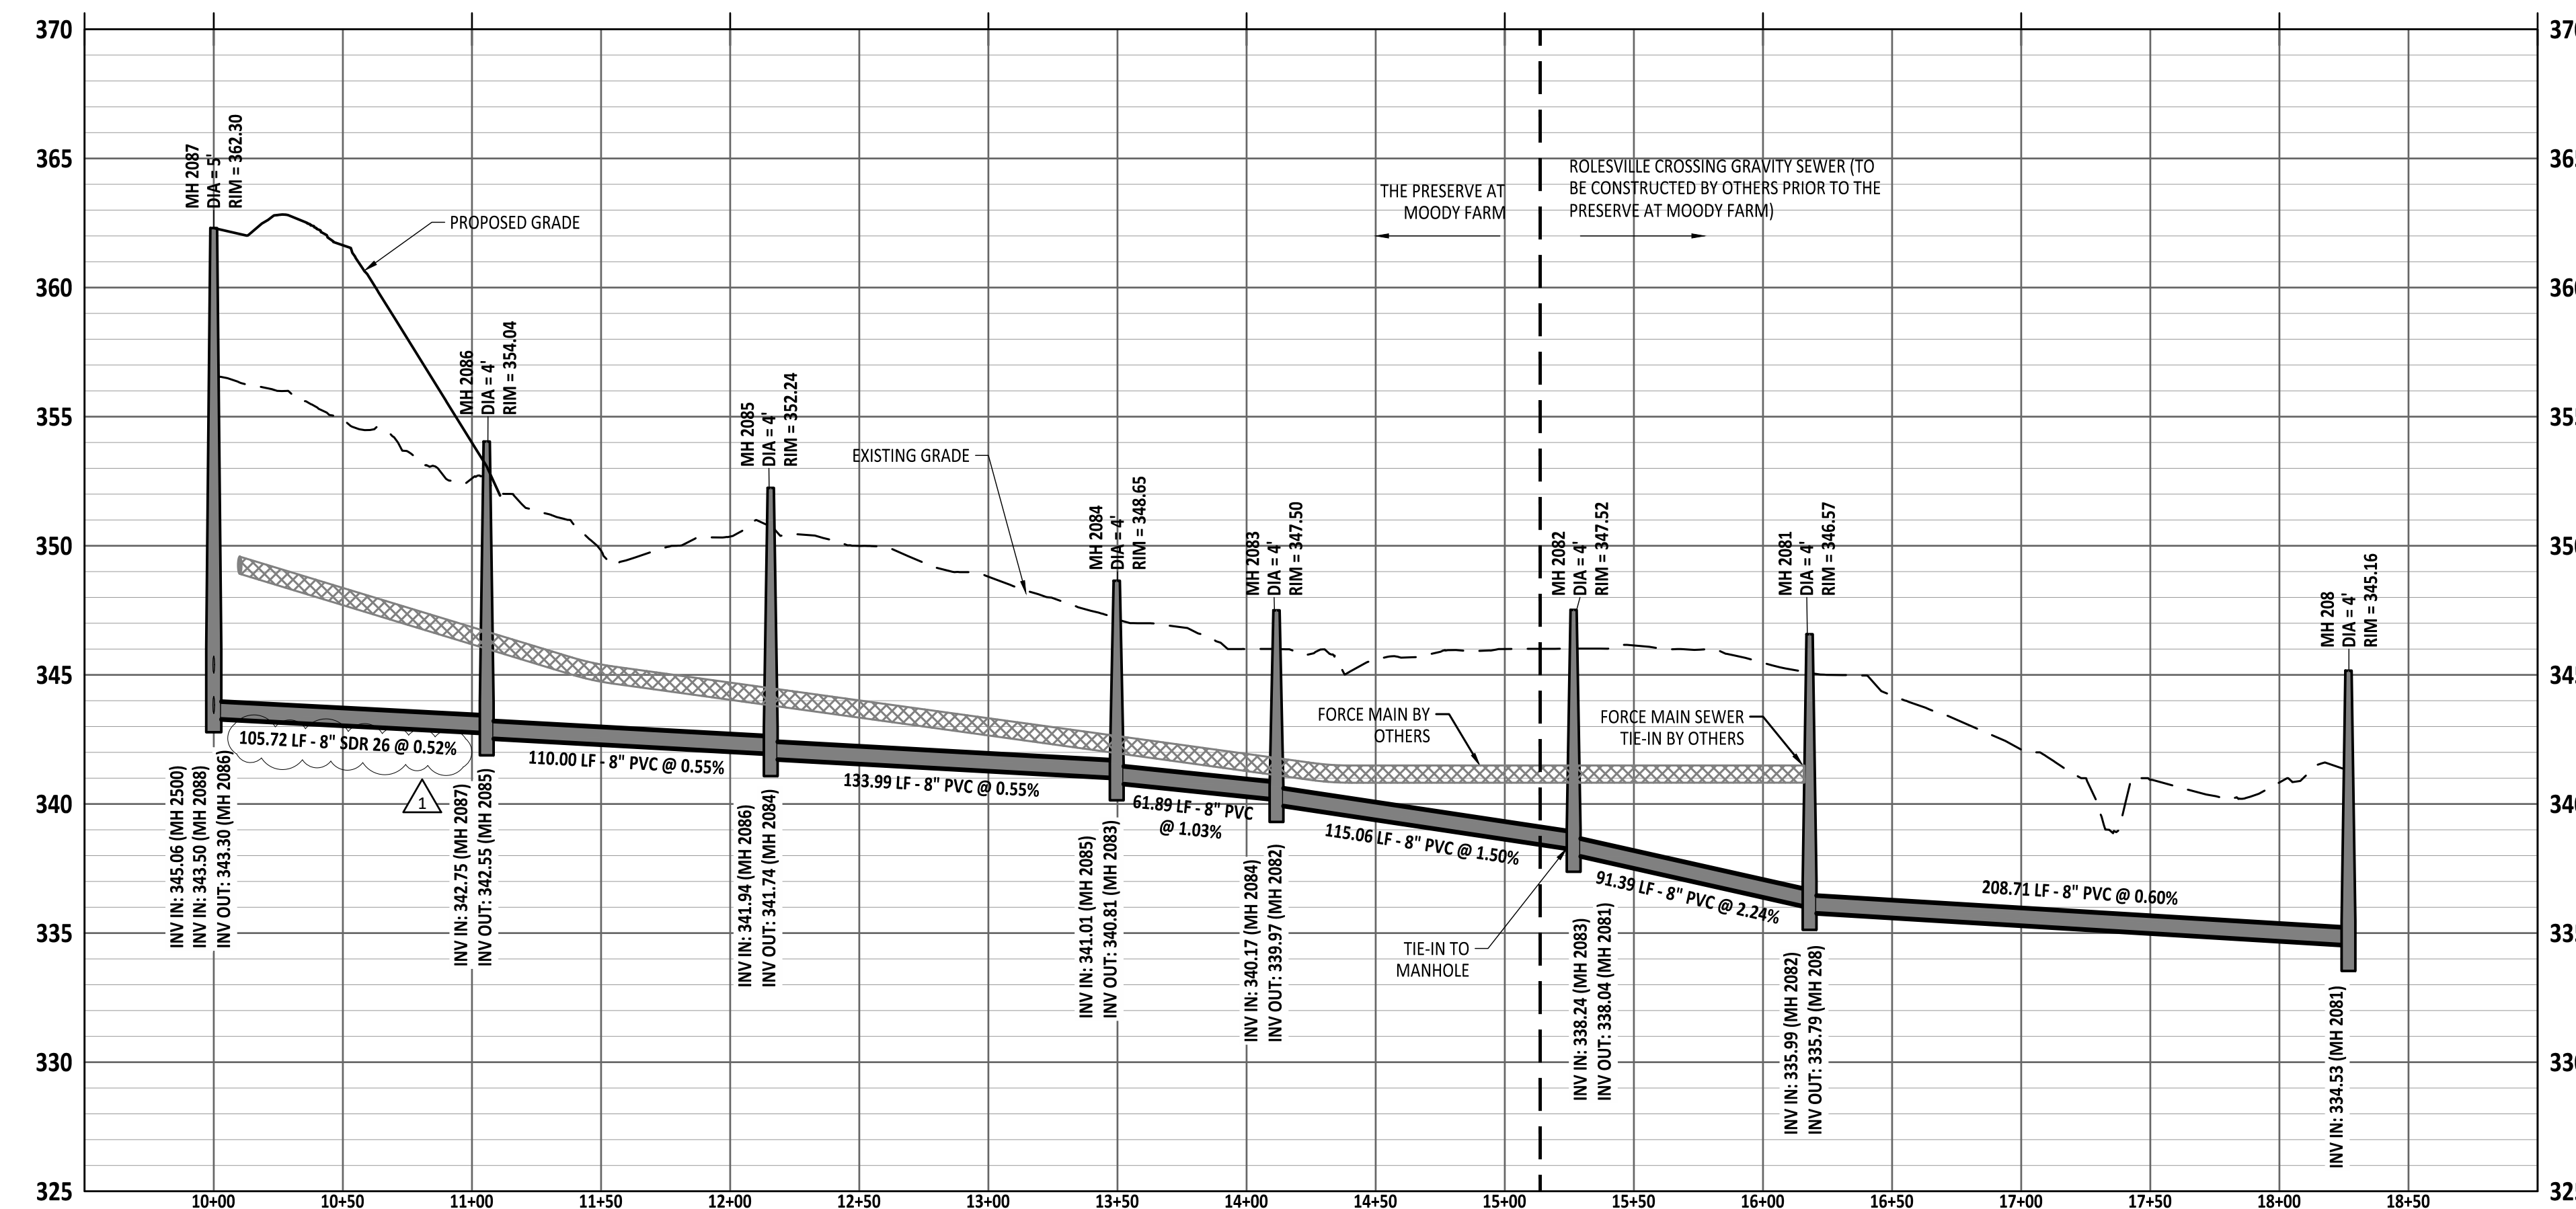 370
365
360
355
350
345
340
335
330
325
MH 2087
DIA = 5'
RIM = 362.30
PROPOSED GRADE
MH 2086
DIA = 4'
RIM = 354.04
MH 2085
DIA = 4'
RIM = 352.24
EXISTING GRADE
MH 2084
DIA = 4'
RIM = 348.65
MH 2083
DIA = 4'
RIM = 347.50
THE PRESERVE AT
MOODY FARM
ROLESVILLE CROSSING GRAVITY SEWER (TO
BE CONSTRUCTED BY OTHERS PRIOR TO THE
PRESERVE AT MOODY FARM)
MH 2082
DIA = 4'
RIM = 347.52
MH 2081
DIA = 4'
RIM = 346.57
MH 208
DIA = 4'
RIM = 345.16
FORCE MAIN BY
OTHERS
FORCE MAIN SEWER
TIE-IN BY OTHERS
105.72 LF - 8" SDR 26 @ 0.52%
1
110.00 LF - 8" PVC @ 0.55%
133.99 LF - 8" PVC @ 0.55%
61.89 LF - 8" PVC
@ 1.03%
115.06 LF - 8" PVC @ 1.50%
91.39 LF - 8" PVC @ 2.24%
208.71 LF - 8" PVC @ 0.60%
TIE-IN TO
MANHOLE
INV IN: 345.06 (MH 2500)
INV IN: 343.50 (MH 2088)
INV OUT: 343.30 (MH 2086)
INV IN: 342.75 (MH 2087)
INV OUT: 342.55 (MH 2085)
INV IN: 341.94 (MH 2086)
INV OUT: 341.74 (MH 2084)
INV IN: 341.01 (MH 2085)
INV OUT: 340.81 (MH 2083)
INV IN: 340.17 (MH 2084)
INV OUT: 339.97 (MH 2082)
INV IN: 338.24 (MH 2083)
INV OUT: 338.04 (MH 2081)
INV IN: 335.99 (MH 2082)
INV OUT: 335.79 (MH 208)
INV IN: 334.53 (MH 2081)
10+00
10+50
11+00
11+50
12+00
12+50
13+00
13+50
14+00
14+50
15+00
15+50
16+00
16+50
17+00
17+50
18+00
18+50